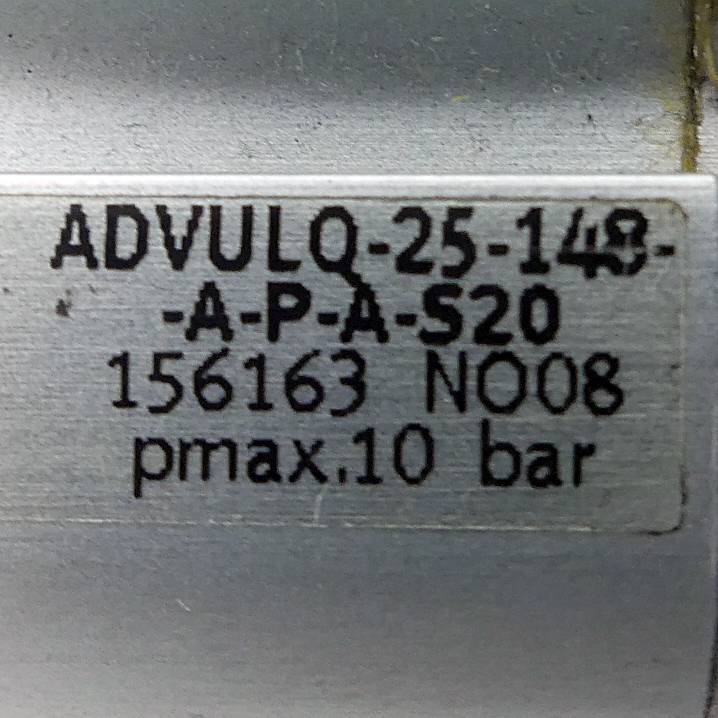 ADVULQ-25-148-
-A-P-A-S20
156163 NO08
pmax.10 bar